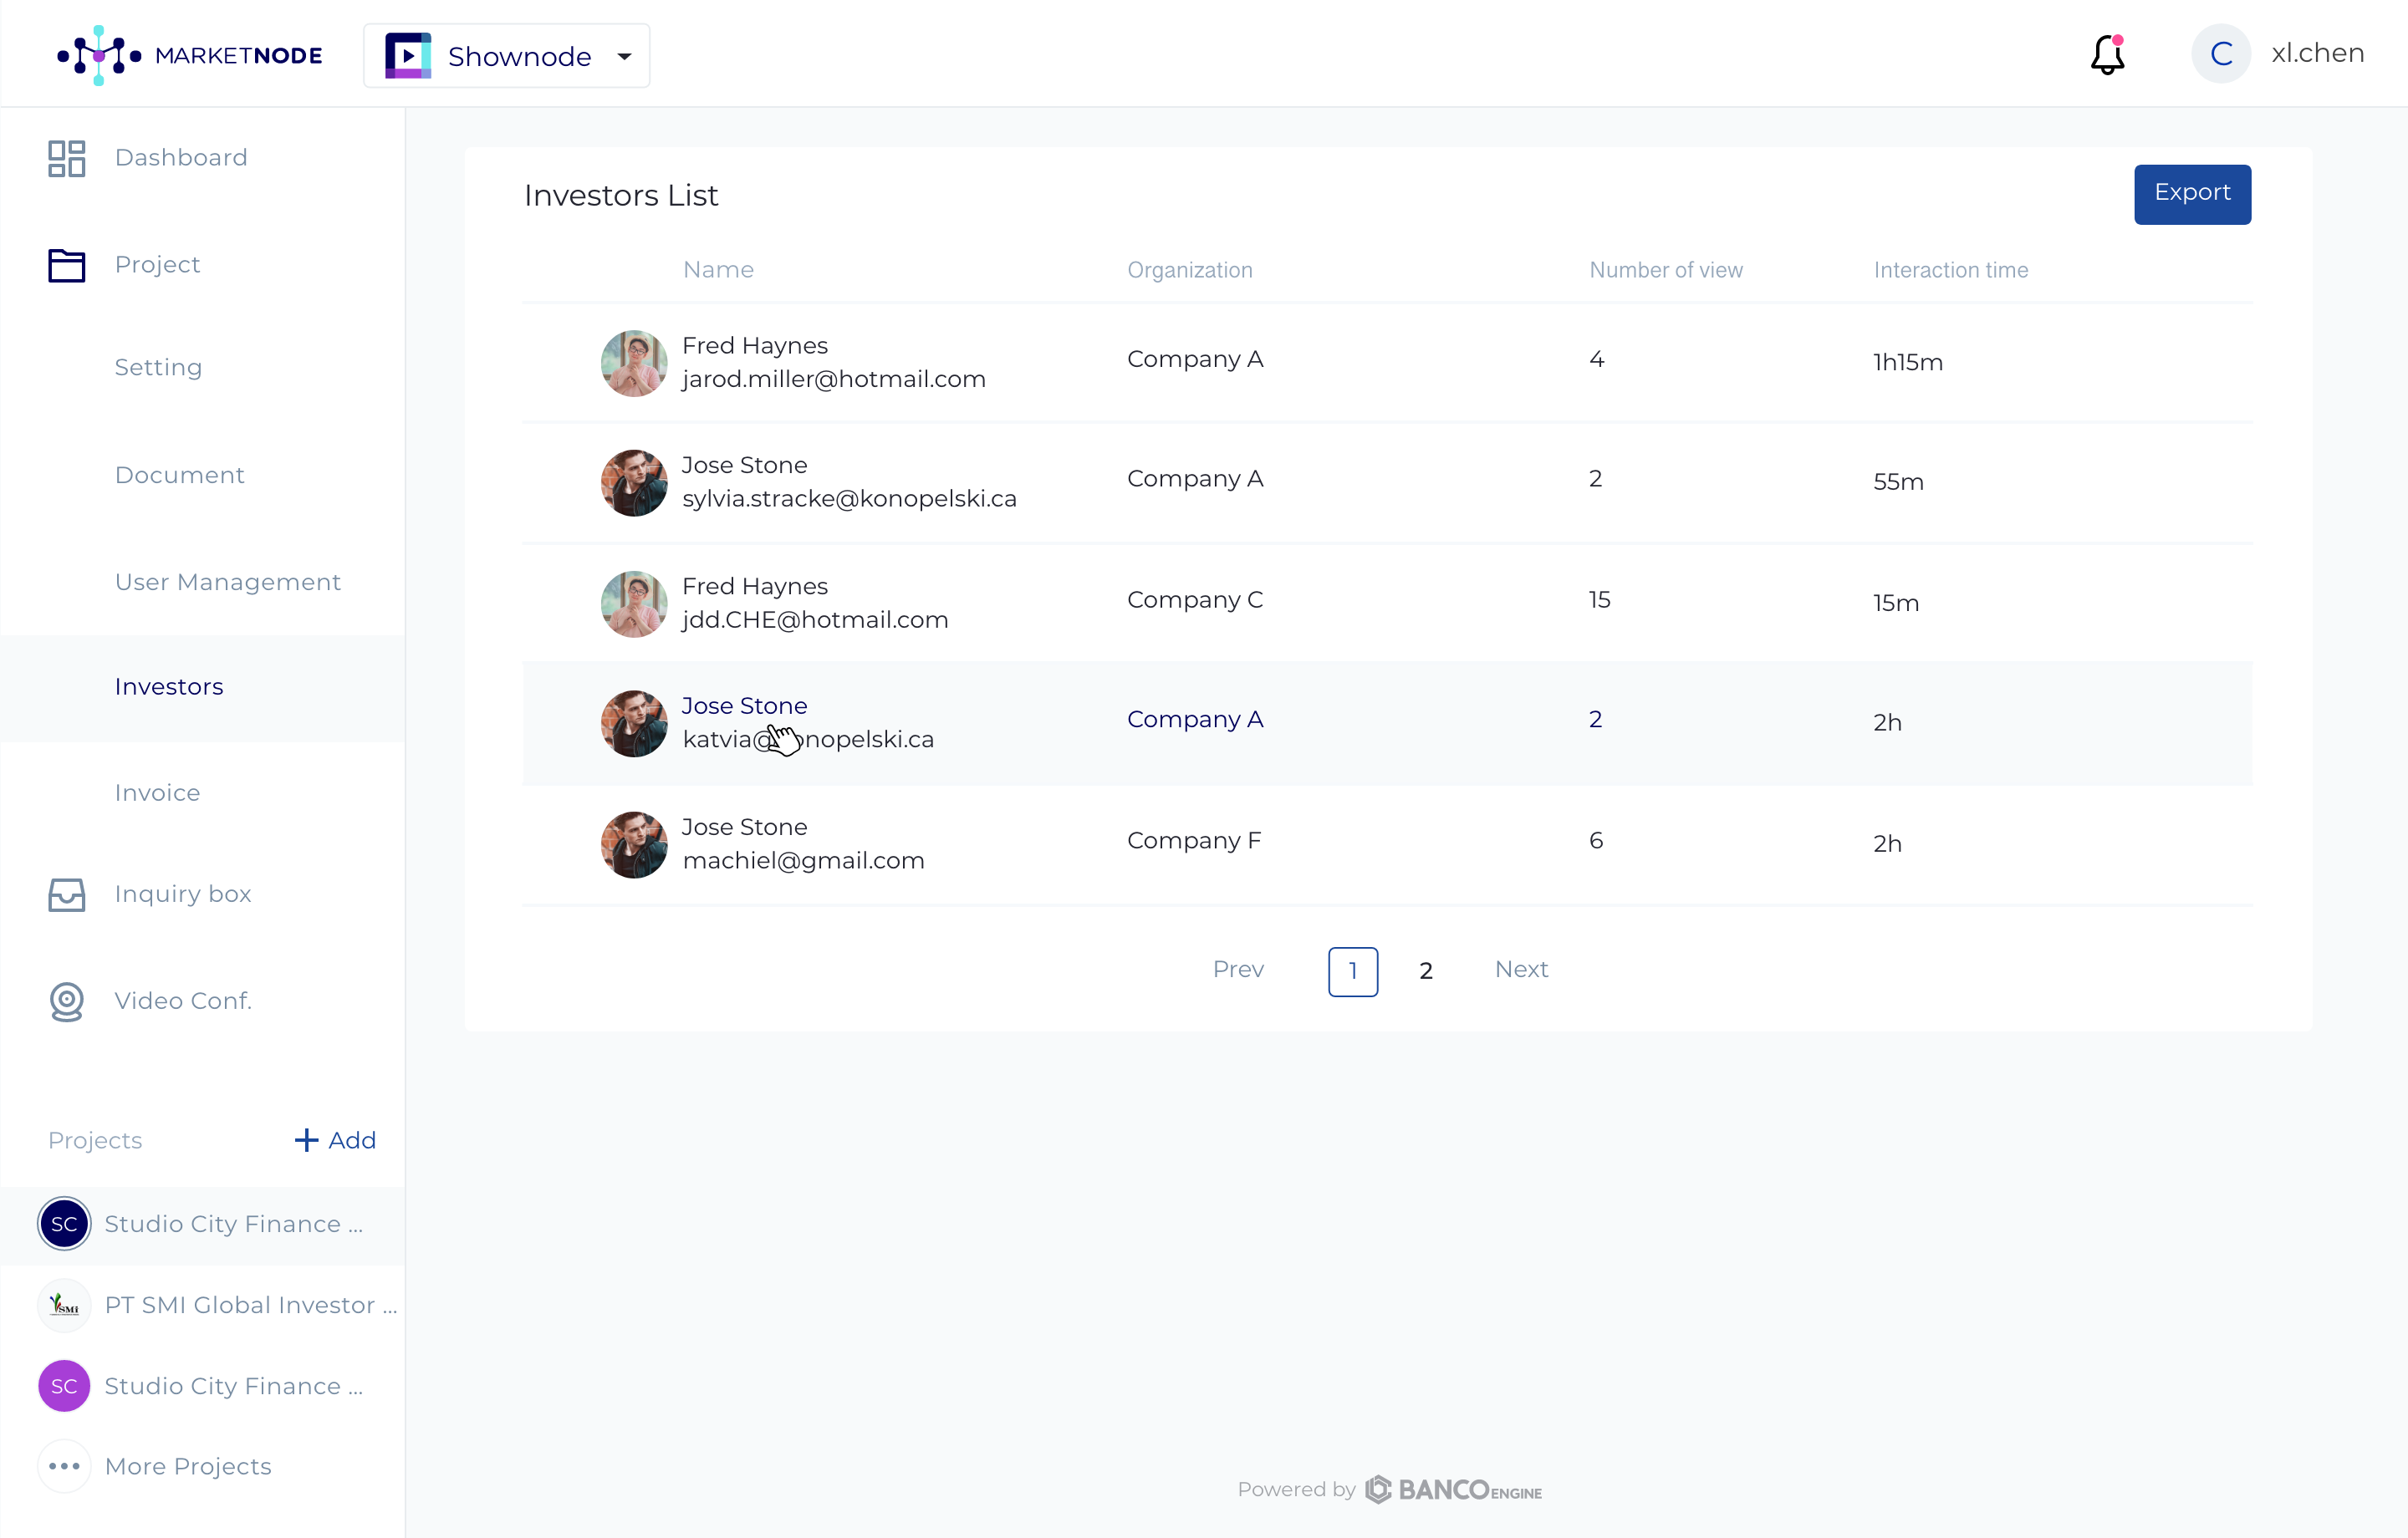 MARKETNODE
Shownode
C
xl.chen
Dashboard
Project
Setting
Document
User Management
Investors
Invoice
Inquiry box
Video Conf.
Projects
Add
SC
Studio City Finance ...
SMI
PT SMI Global Investor ...
SC
Studio City Finance ...
More Projects
Investors List
Export
Name Organization Number of view Interaction time
Fred Haynes
jarod.miller@hotmail.com
Company A
4
1h15m
Jose Stone
sylvia.stracke@konopelski.ca
Company A
2
55m
Fred Haynes
jdd.CHE@hotmail.com
Company C
15
15m
Jose Stone
Company A
2
2h
Jose Stone
machiel@gmail.com
Company F
6
2h
Prev 1 2 Next
Powered by BANCO ENGINE